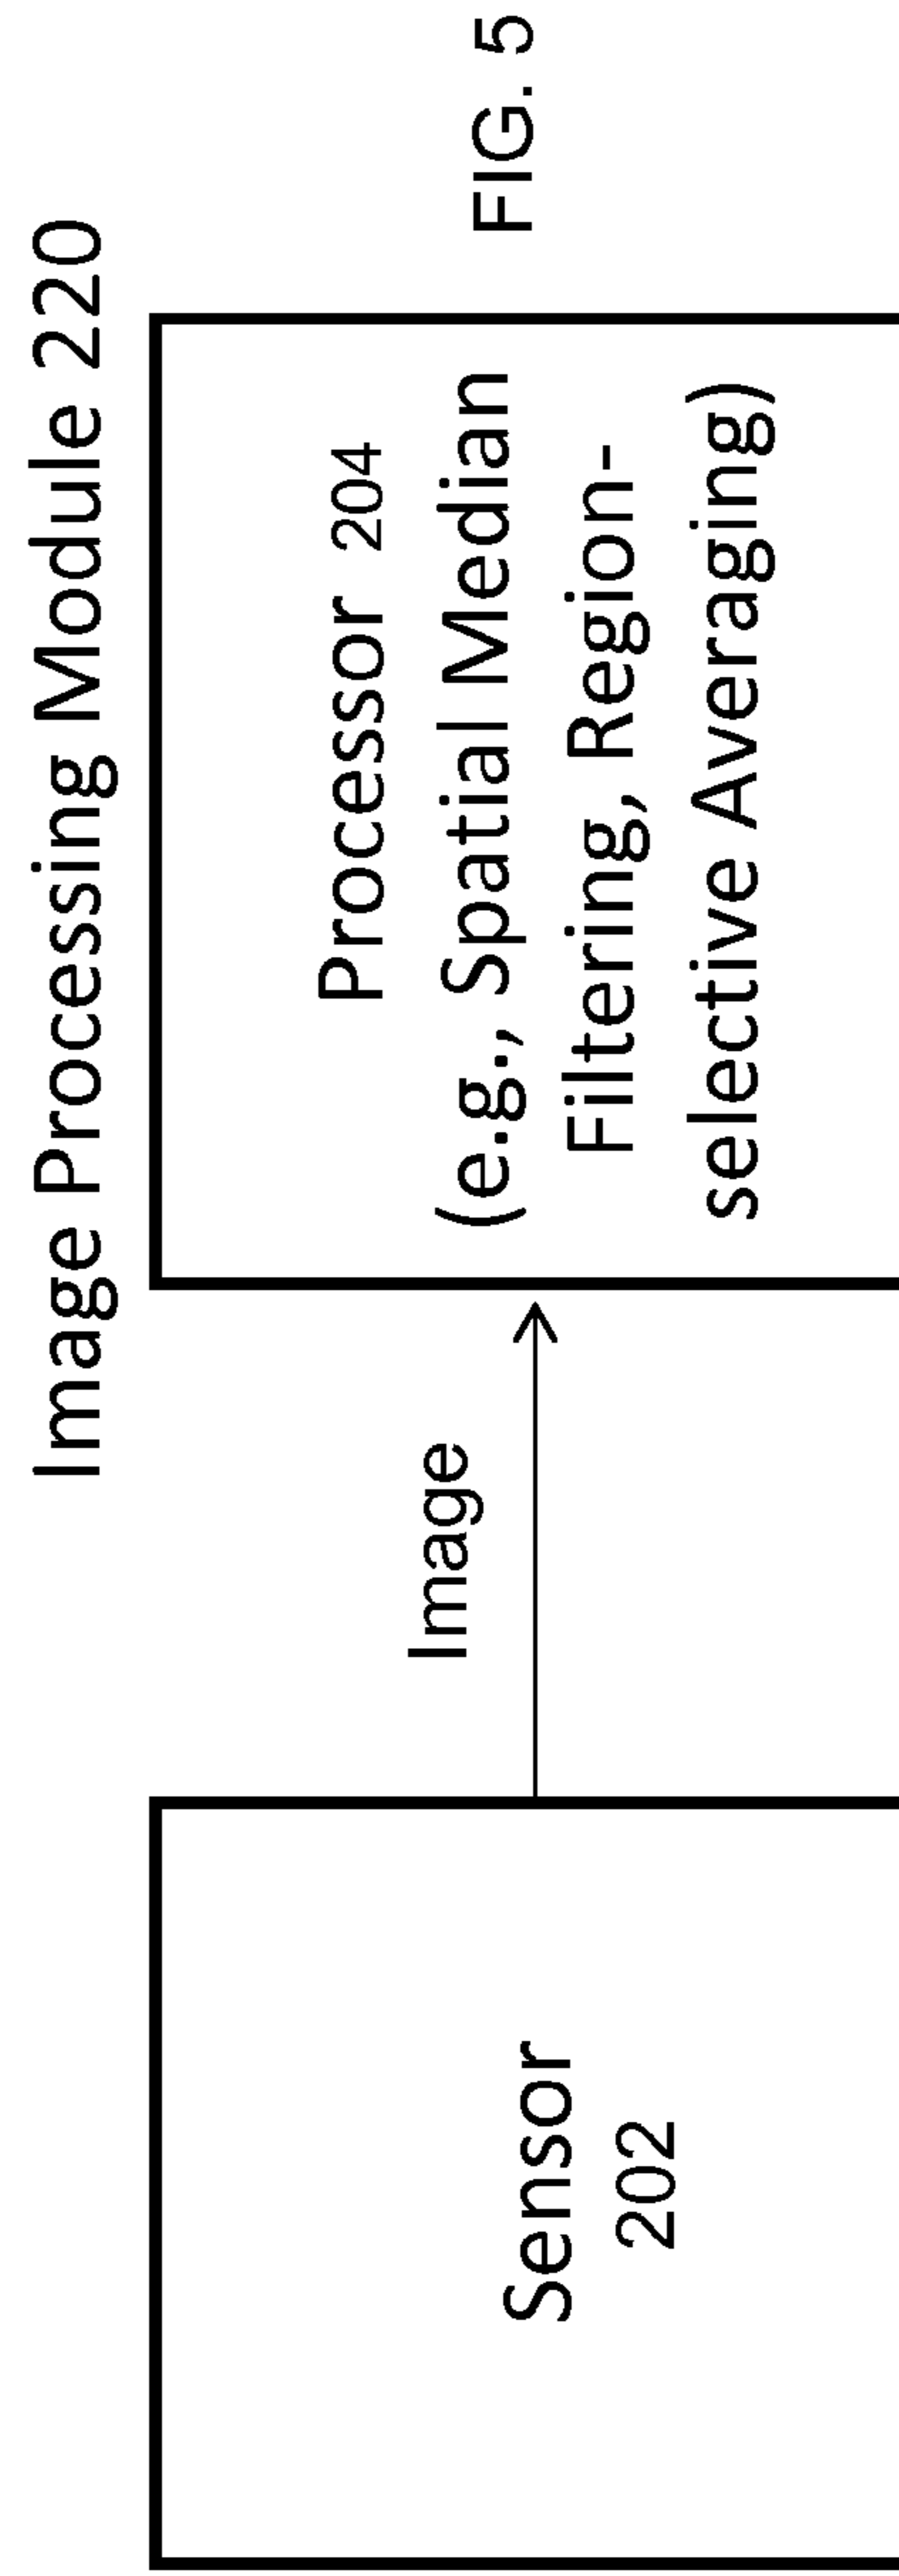 Image Processing Module 220
Sensor
202
Image
Processor 204
(e.g., Spatial Median
Filtering, Region-
selective Averaging)
FIG. 5